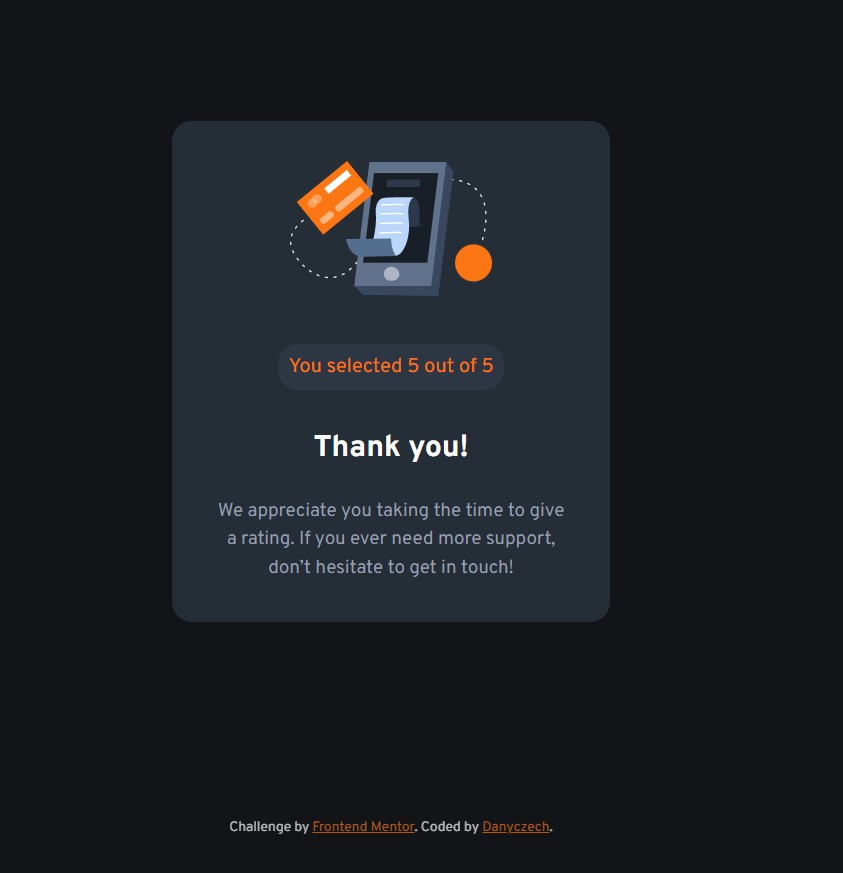 You selected 5 out of 5
Thank you!
We appreciate you taking the time to give
a rating. If you ever need more support,
don’t hesitate to get in touch!
Challenge by Frontend Mentor. Coded by Danyczech.